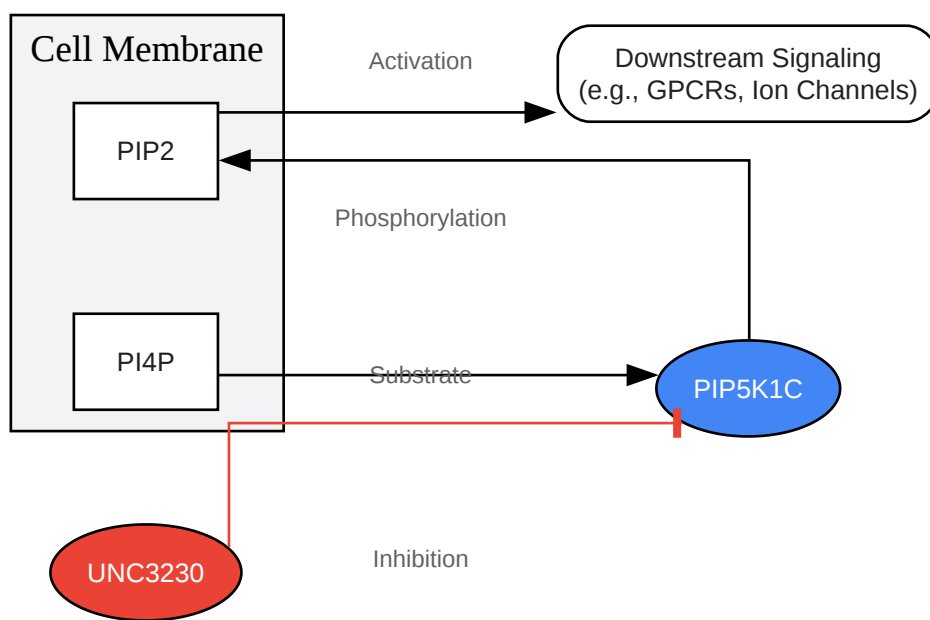 Cell Membrane
Activation
Downstream Signaling
(e.g., GPCRs, Ion Channels)
PIP2
Phosphorylation
PI4P
Substrate
PIP5K1C
UNC3230
Inhibition